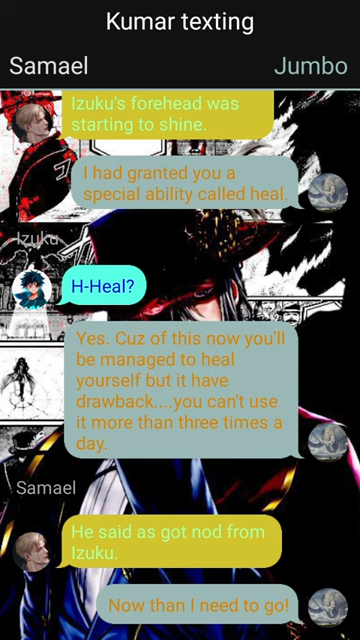 Kumar texting
Samael
Jumbo
Izuku's forehead was
starting to shine.
I had granted you a
special ability called heal.
Izuku
H-Heal?
Yes. Cuz of this now you'll
be managed to heal
yourself but it have
drawback....you can't use
it more than three times a
day.
Samael
He said as got nod from
Izuku.
Now than I need to go!